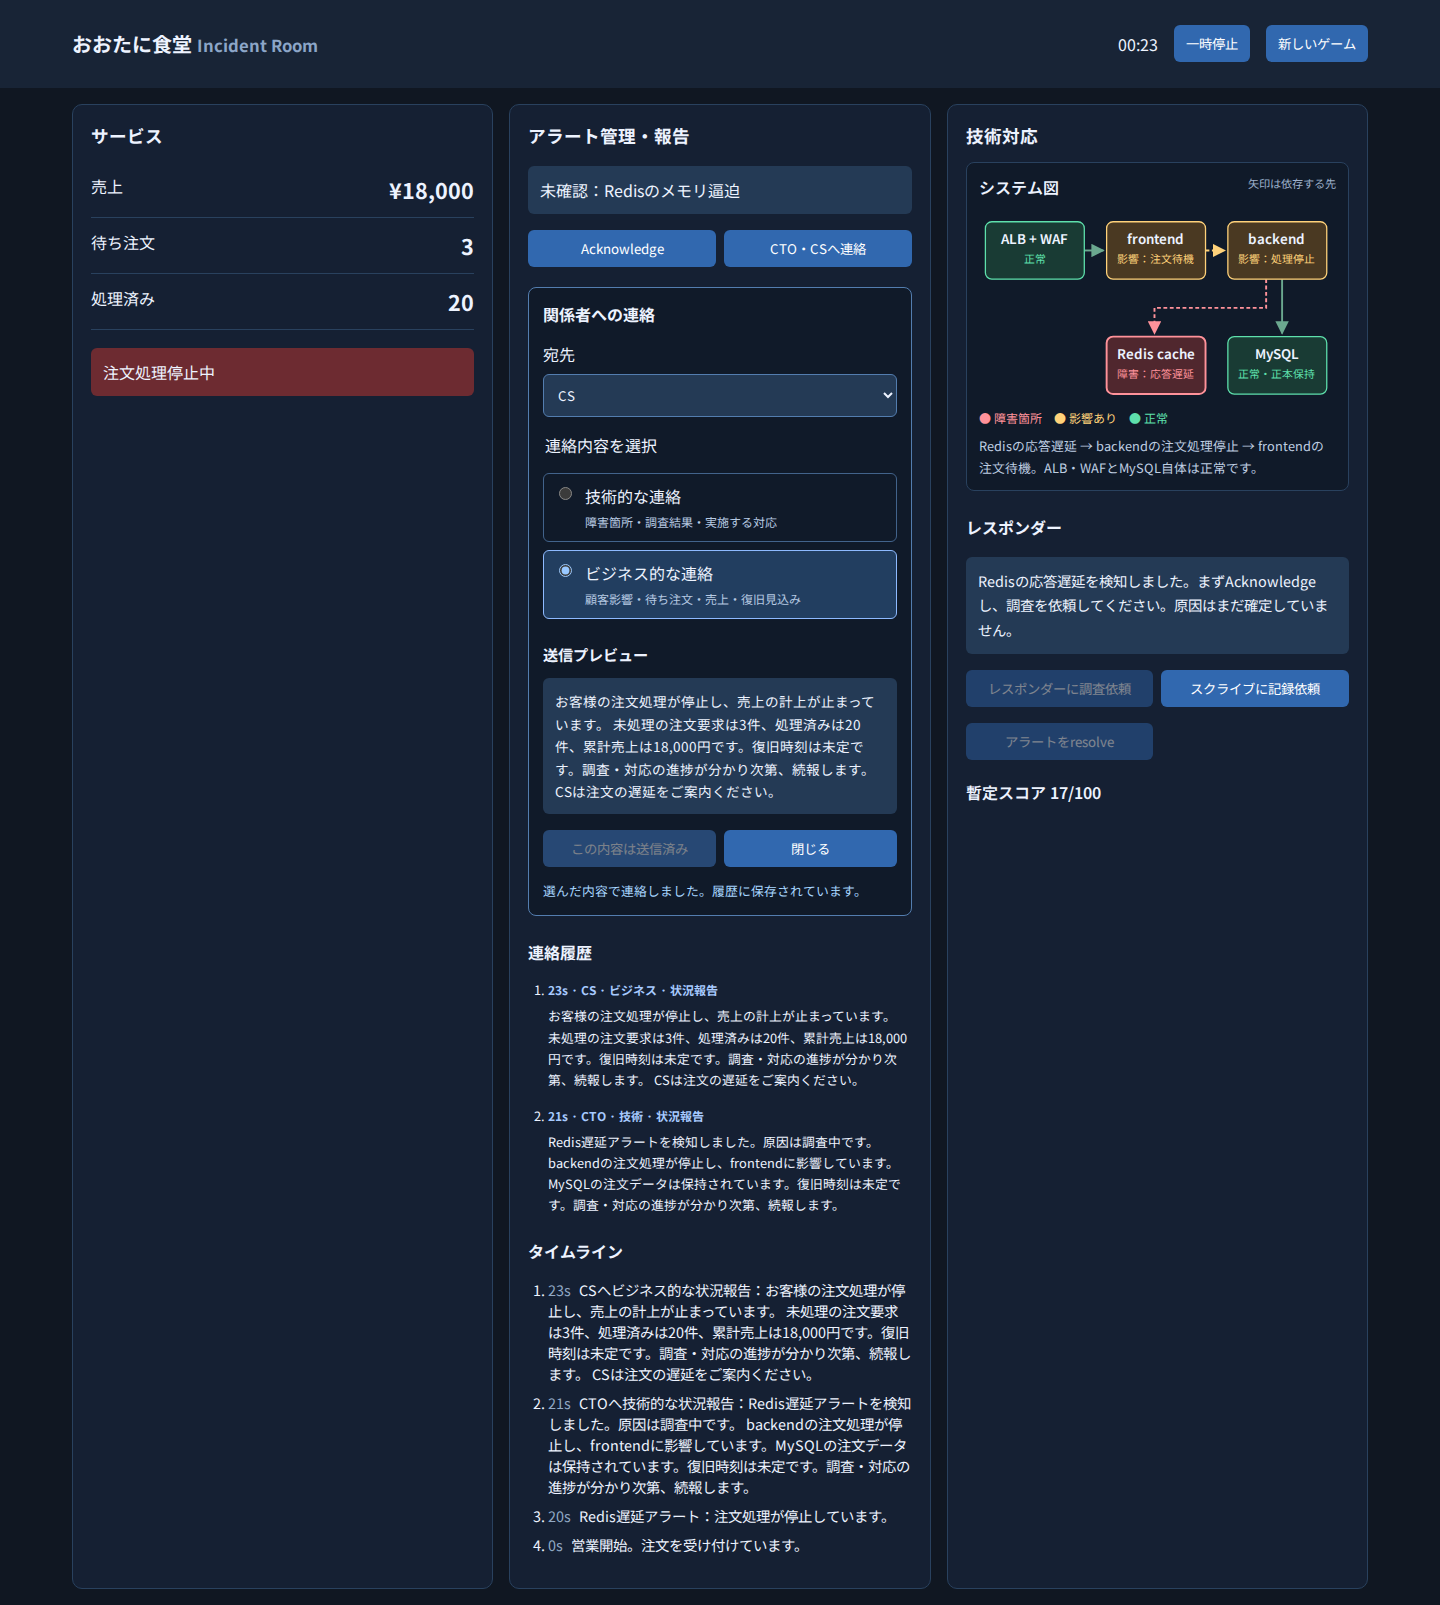 おおたに食堂 Incident Room
00:23
一時停止
新しいゲーム
サービス
売上
¥18,000
待ち注文
3
処理済み
20
注文処理停止中
アラート管理・報告
未確認：Redisのメモリ逼迫
Acknowledge
CTO・CSへ連絡
関係者への連絡
宛先
CS
連絡内容を選択
技術的な連絡
障害箇所・調査結果・実施する対応
ビジネス的な連絡
顧客影響・待ち注文・売上・復旧見込み
送信プレビュー
お客様の注文処理が停止し、売上の計上が止まって
います。 未処理の注文要求は3件、処理済みは20
件、累計売上は18,000円です。復旧時刻は未定で
す。調査・対応の進捗が分かり次第、続報します。
CSは注文の遅延をご案内ください。
この内容は送信済み
閉じる
選んだ内容で連絡しました。履歴に保存されています。
連絡履歴
1. 23s · CS · ビジネス · 状況報告
お客様の注文処理が停止し、売上の計上が止まっています。
未処理の注文要求は3件、処理済みは20件、累計売上は18,000
円です。復旧時刻は未定です。調査・対応の進捗が分かり次
第、続報します。 CSは注文の遅延をご案内ください。
2. 21s · CTO · 技術 · 状況報告
Redis遅延アラートを検知しました。原因は調査中です。
backendの注文処理が停止し、frontendに影響しています。
MySQLの注文データは保持されています。復旧時刻は未定で
す。調査・対応の進捗が分かり次第、続報します。
タイムライン
1. 23s CSへビジネス的な状況報告：お客様の注文処理が停
止し、売上の計上が止まっています。 未処理の注文要求
は3件、処理済みは20件、累計売上は18,000円です。復旧
時刻は未定です。調査・対応の進捗が分かり次第、続報し
ます。 CSは注文の遅延をご案内ください。
2. 21s CTOへ技術的な状況報告：Redis遅延アラートを検知
しました。原因は調査中です。 backendの注文処理が停
止し、frontendに影響しています。MySQLの注文データ
は保持されています。復旧時刻は未定です。調査・対応の
進捗が分かり次第、続報します。
3. 20s Redis遅延アラート：注文処理が停止しています。
4. 0s 営業開始。注文を受け付けています。
技術対応
システム図
矢印は依存する先
ALB + WAF
正常
frontend
影響：注文待機
backend
影響：処理停止
Redis cache
障害：応答遅延
MySQL
正常・正本保持
障害箇所
影響あり
正常
Redisの応答遅延 → backendの注文処理停止 → frontendの
注文待機。ALB・WAFとMySQL自体は正常です。
レスポンダー
Redisの応答遅延を検知しました。まずAcknowledge
し、調査を依頼してください。原因はまだ確定していま
せん。
レスポンダーに調査依頼
スクライブに記録依頼
アラートをresolve
暫定スコア 17/100